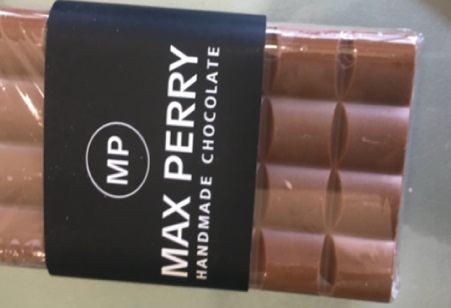 MP
MAX PERRY
HANDMADE CHOCOLATE